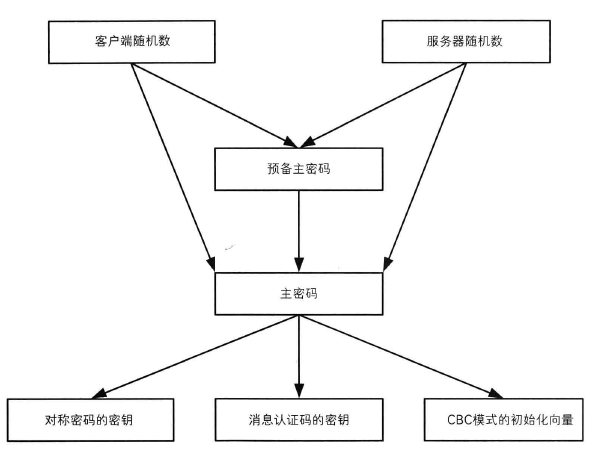 客户端随机数
服务器随机数
预备主密码
主密码
对称密码的密钥
消息认证码的密钥
CBC模式的初始化向量